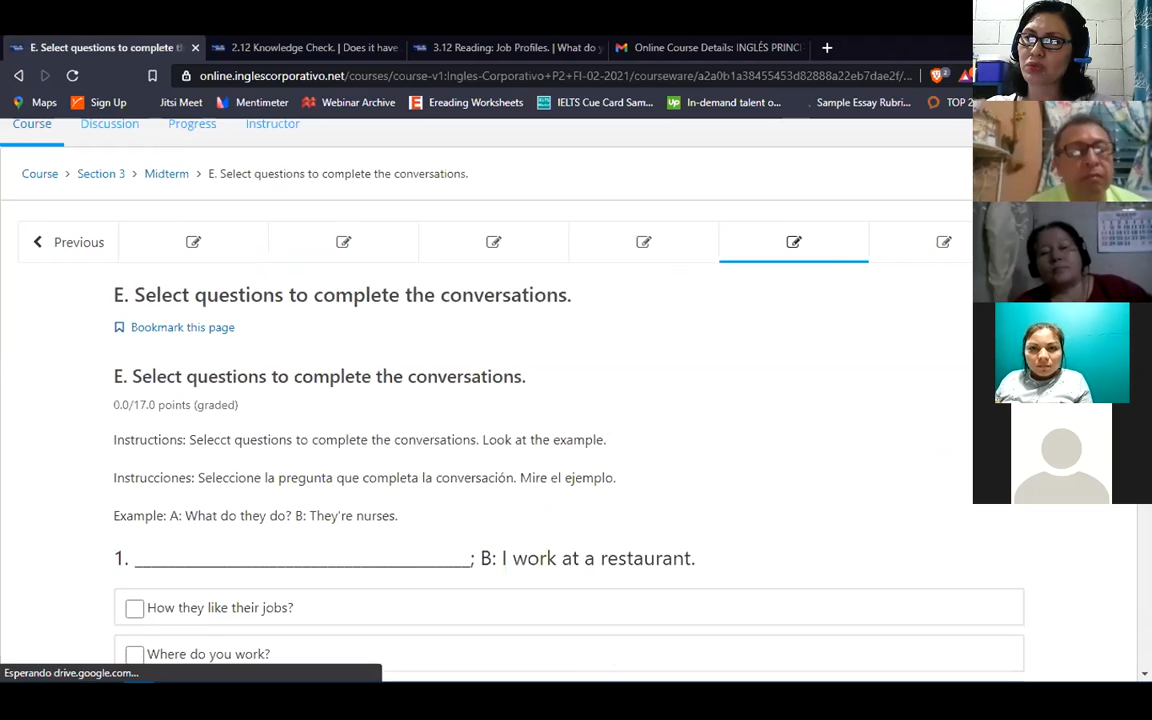 E. Select questions to complete th
2.12 Knowledge Check. | Does it have
3.12 Reading: Job Profiles. | What do y
Online Course Details: INGLÉS PRINC
online.inglescorporativo.net/courses/course-v1:Ingles-Corporativo+P2+FI-02-2021/courseware/a2a0b1a38455453d82888a22eb7dae2f/...
2
Maps
Sign Up
Jitsi Meet
Mentimeter
Webinar Archive
Ereading Worksheets
IELTS Cue Card Sam...
In-demand talent o...
Sample Essay Rubri...
TOP 2
Course
Discussion
Progress
Instructor
Course > Section 3 > Midterm > E. Select questions to complete the conversations.
Previous
E. Select questions to complete the conversations.
Bookmark this page
E. Select questions to complete the conversations.
0.0/17.0 points (graded)
Instructions: Selecct questions to complete the conversations. Look at the example.
Instrucciones: Seleccione la pregunta que completa la conversación. Mire el ejemplo.
Example: A: What do they do? B: They're nurses.
1. ______________________________; B: I work at a restaurant.
How they like their jobs?
Where do you work?
Esperando drive.google.com...